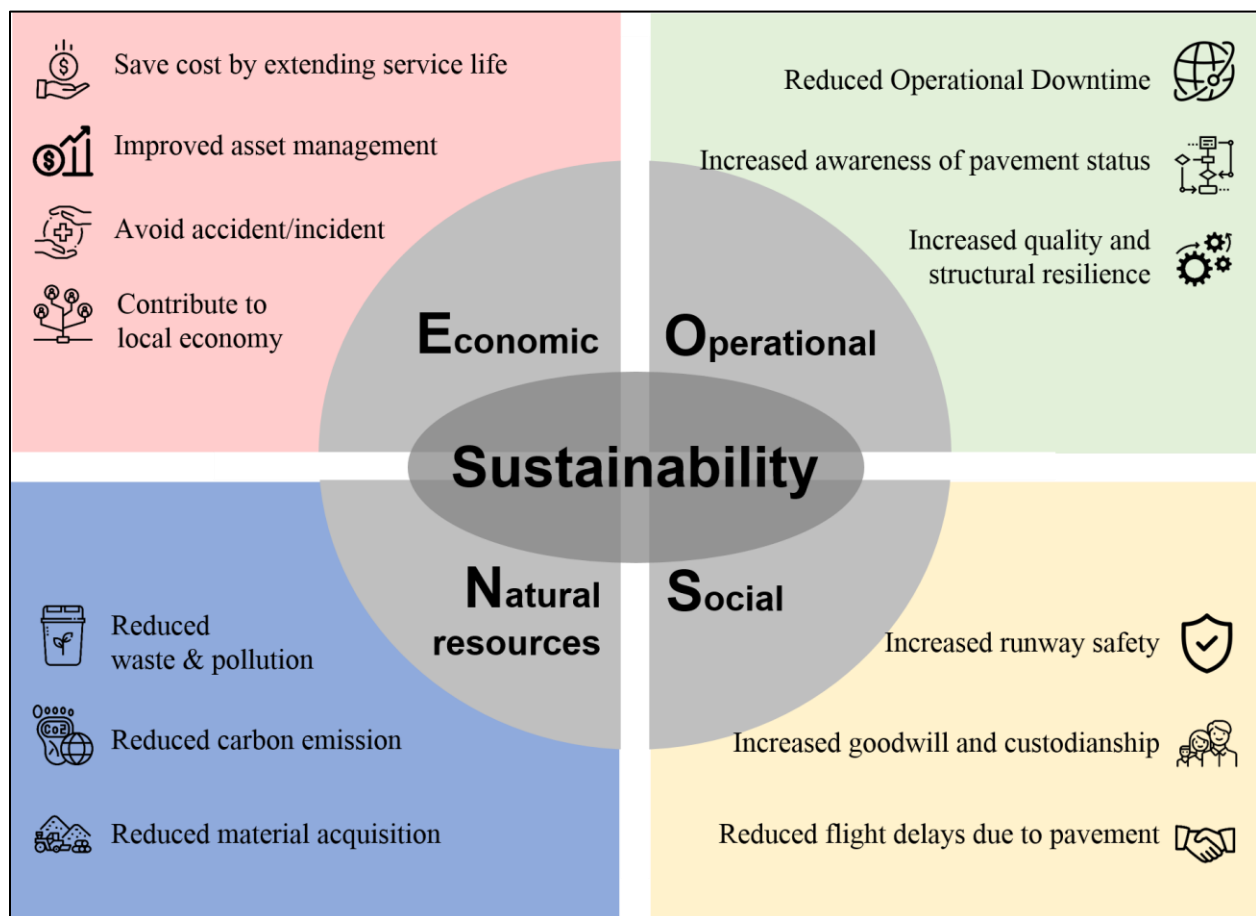 Save cost by extending service life
Improved asset management
Avoid accident/incident
Contribute to
local economy
Economic
Reduced Operational Downtime
Increased awareness of pavement status
Increased quality and
structural resilience
Operational
Sustainability
Natural
resources
Reduced
waste & pollution
Co2
Reduced carbon emission
Reduced material acquisition
Social
Increased runway safety
Increased goodwill and custodianship
Reduced flight delays due to pavement